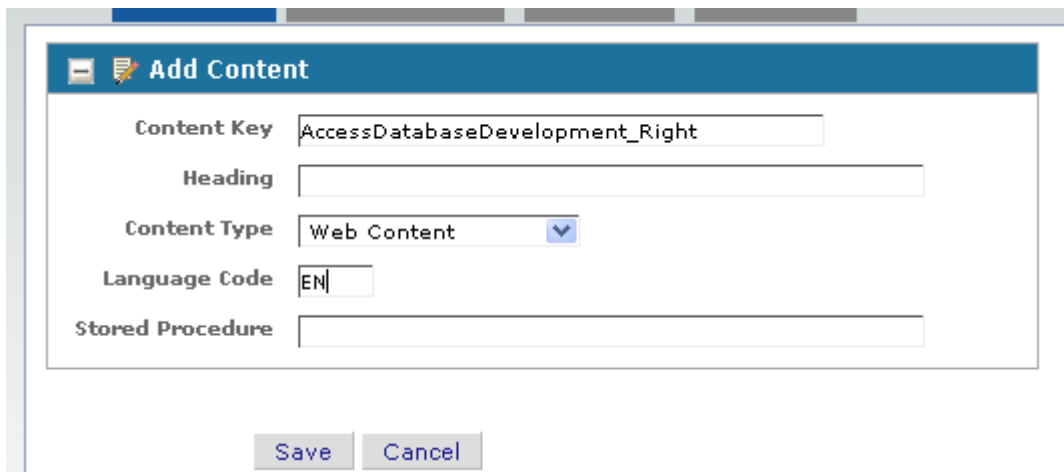 Add Content
Content Key AccessDatabaseDevelopment_Right
Heading
Content Type Web Content
Language Code EN
Stored Procedure
Save Cancel